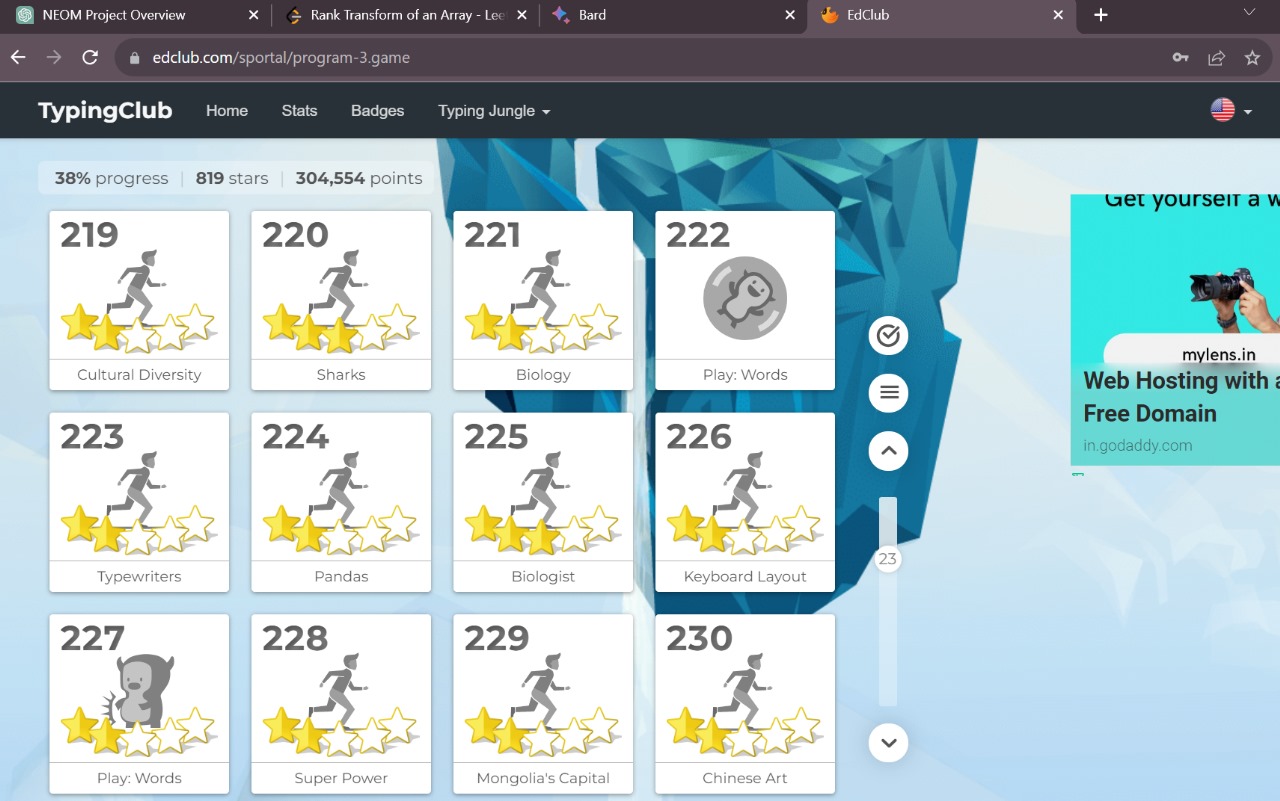 NEOM Project Overview
Rank Transform of an Array - Lee
Bard
EdClub
edclub.com/sportal/program-3.game
TypingClub Home Stats Badges Typing Jungle
38% progress | 819 stars | 304,554 points
219
220
221
222
Cultural Diversity
Sharks
Biology
Play: Words
223
224
225
226
Typewriters
Pandas
Biologist
Keyboard Layout
227
228
229
230
Play: Words
Super Power
Mongolia's Capital
Chinese Art
23
Get yourself a w
mylens.in
Web Hosting with a
Free Domain
in.godaddy.com